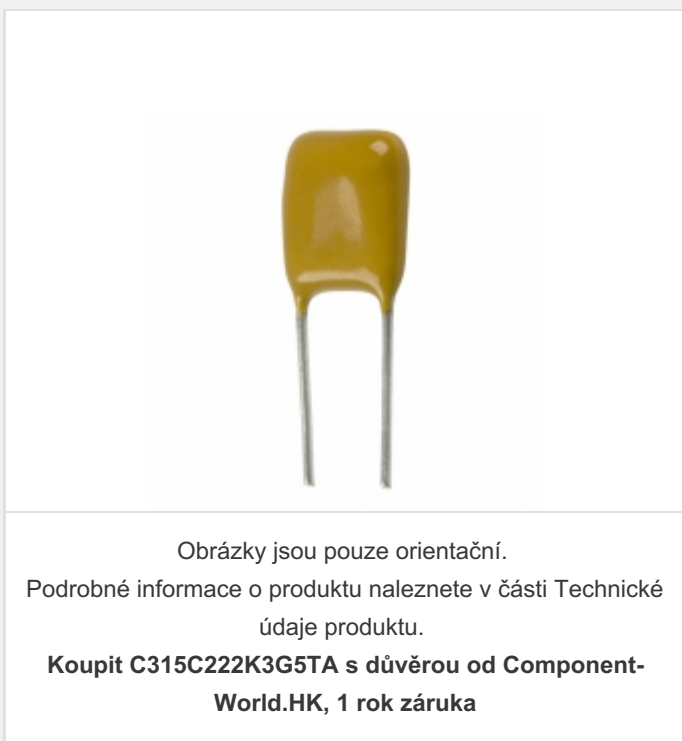 Obrázky jsou pouze orientační.
Podrobné informace o produktu naleznete v části Technické
údaje produktu.
Koupit C315C222K3G5TA s důvěrou od Component-
World.HK, 1 rok záruka